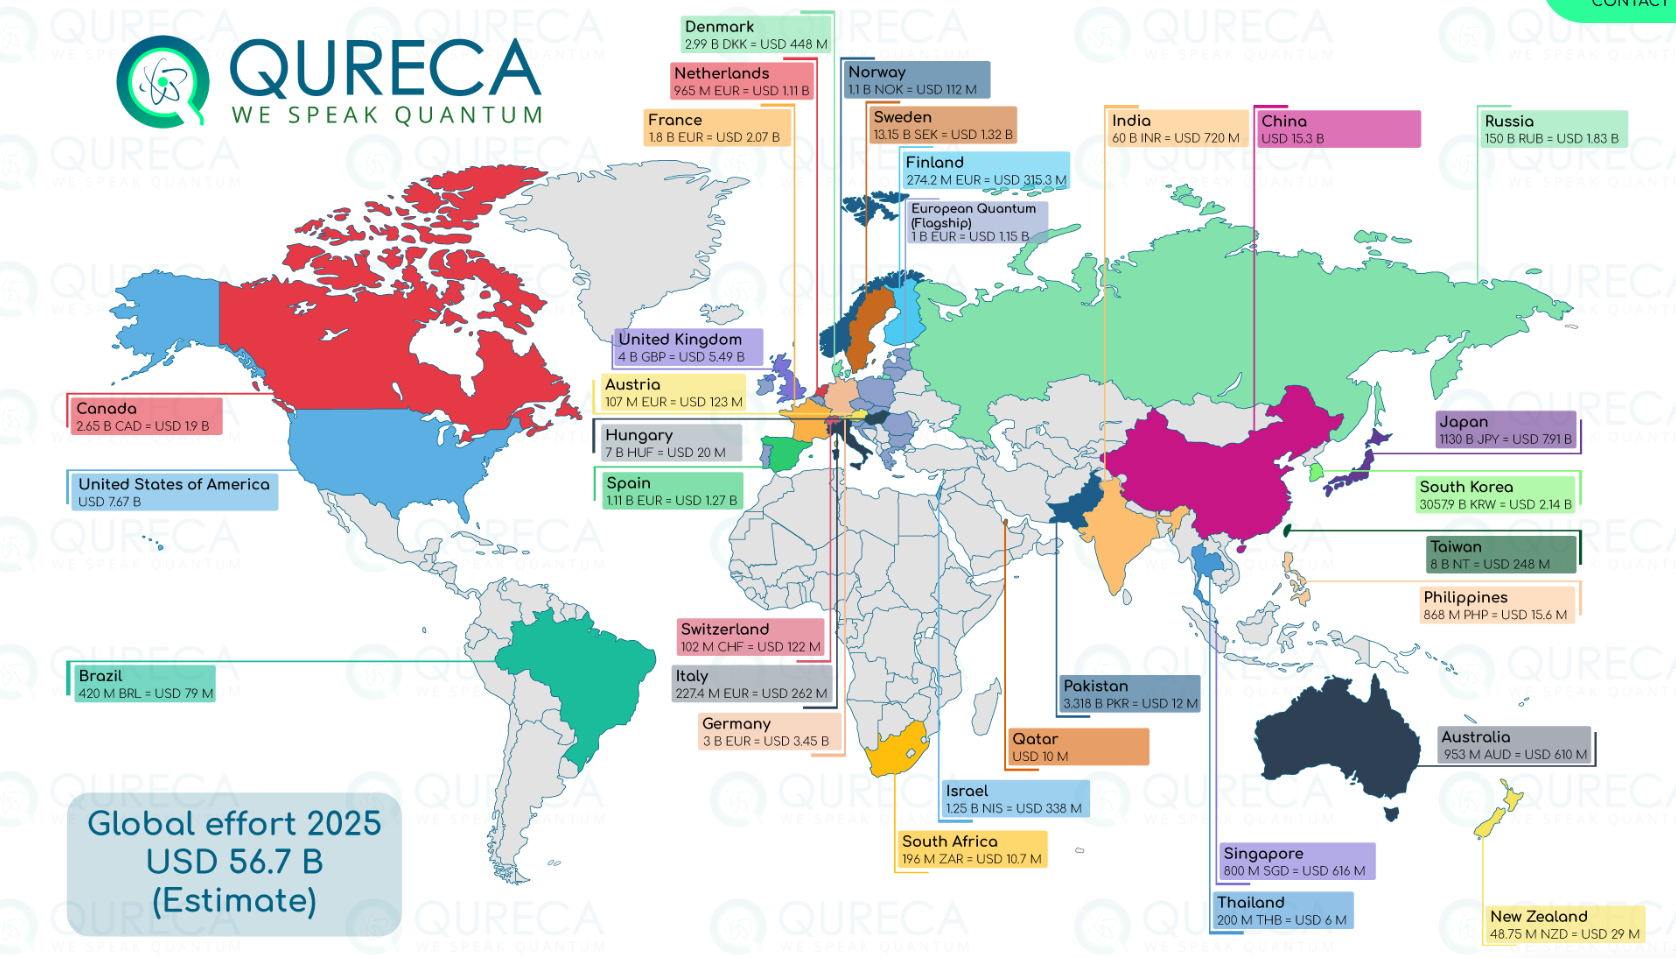 CONTACT
QURECA
WE SPEAK QUANTUM
Denmark
2.99 B DKK = USD 448 M
Netherlands
965 M EUR = USD 1.11 B
France
1.8 B EUR = USD 2.07 B
Norway
1.1 B NOK = USD 112 M
Sweden
13.15 B SEK = USD 1.32 B
Finland
274.2 M EUR = USD 315.3 M
European Quantum
(Flagship)
1 B EUR = USD 1.15 B
India
60 B INR = USD 720 M
China
USD 15.3 B
Russia
150 B RUB = USD 1.83 B
United Kingdom
4 B GBP = USD 5.49 B
Austria
107 M EUR = USD 123 M
Hungary
7 B HUF = USD 20 M
Spain
1.11 B EUR = USD 1.27 B
Canada
2.65 B CAD = USD 1.9 B
United States of America
USD 7.67 B
Japan
1130 B JPY = USD 7.91 B
South Korea
3057.9 B KRW = USD 2.14 B
Taiwan
8 B NT = USD 248 M
Philippines
868 M PHP = USD 15.6 M
Brazil
420 M BRL = USD 79 M
Switzerland
102 M CHF = USD 122 M
Italy
227.4 M EUR = USD 262 M
Germany
3 B EUR = USD 3.45 B
Pakistan
3.318 B PKR = USD 12 M
Qatar
USD 10 M
Israel
1.25 B NIS = USD 338 M
South Africa
196 M ZAR = USD 10.7 M
Australia
953 M AUD = USD 610 M
Singapore
800 M SGD = USD 616 M
Thailand
200 M THB = USD 6 M
New Zealand
48.75 M NZD = USD 29 M
Global effort 2025
USD 56.7 B
(Estimate)